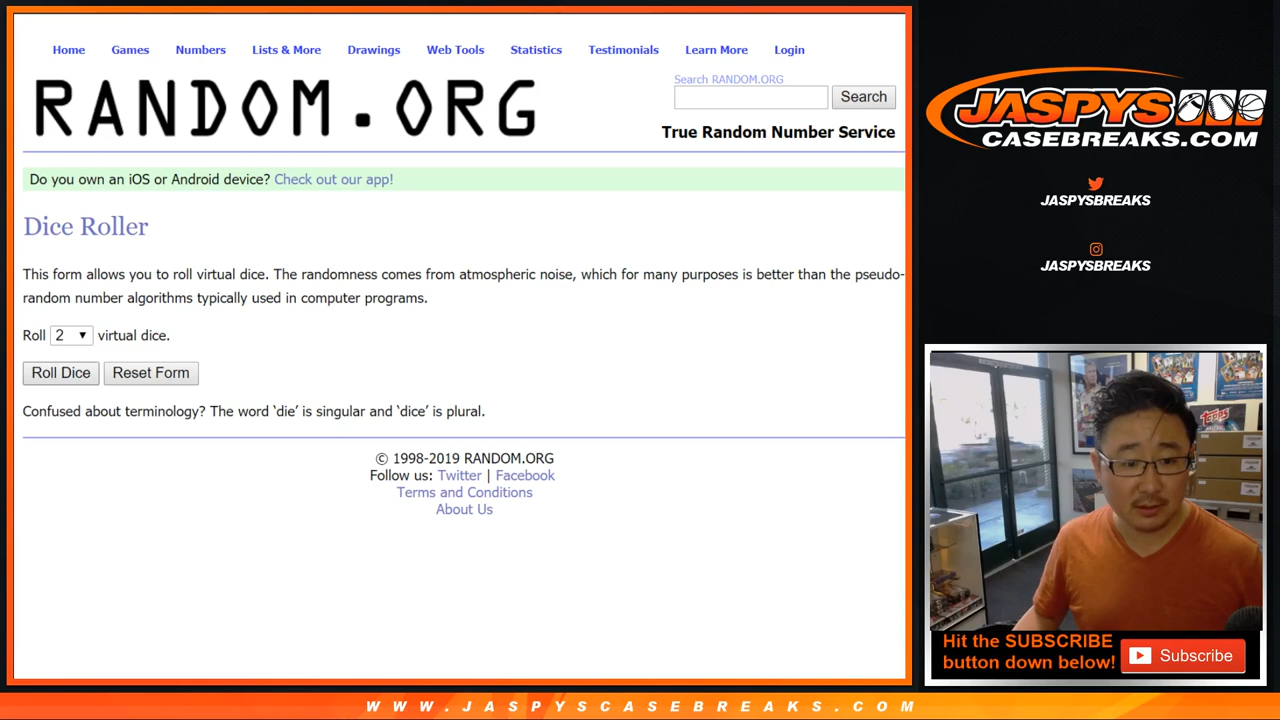 Home Games Numbers Lists & More Drawings Web Tools Statistics Testimonials Learn More Login
RANDOM.ORG
Search RANDOM.ORG
Search
True Random Number Service
Do you own an iOS or Android device? Check out our app!
Dice Roller
This form allows you to roll virtual dice. The randomness comes from atmospheric noise, which for many purposes is better than the pseudo-
random number algorithms typically used in computer programs.
Roll 2 virtual dice.
Roll Dice Reset Form
Confused about terminology? The word ‘die’ is singular and ‘dice’ is plural.
© 1998-2019 RANDOM.ORG
Follow us: Twitter | Facebook
Terms and Conditions
About Us
JASPYS
CASEBREAKS.COM
JASPYSBREAKS
JASPYSBREAKS
topps
Hit the SUBSCRIBE
button down below!
Subscribe
WWW.JASPYSCASEBREAKS.COM